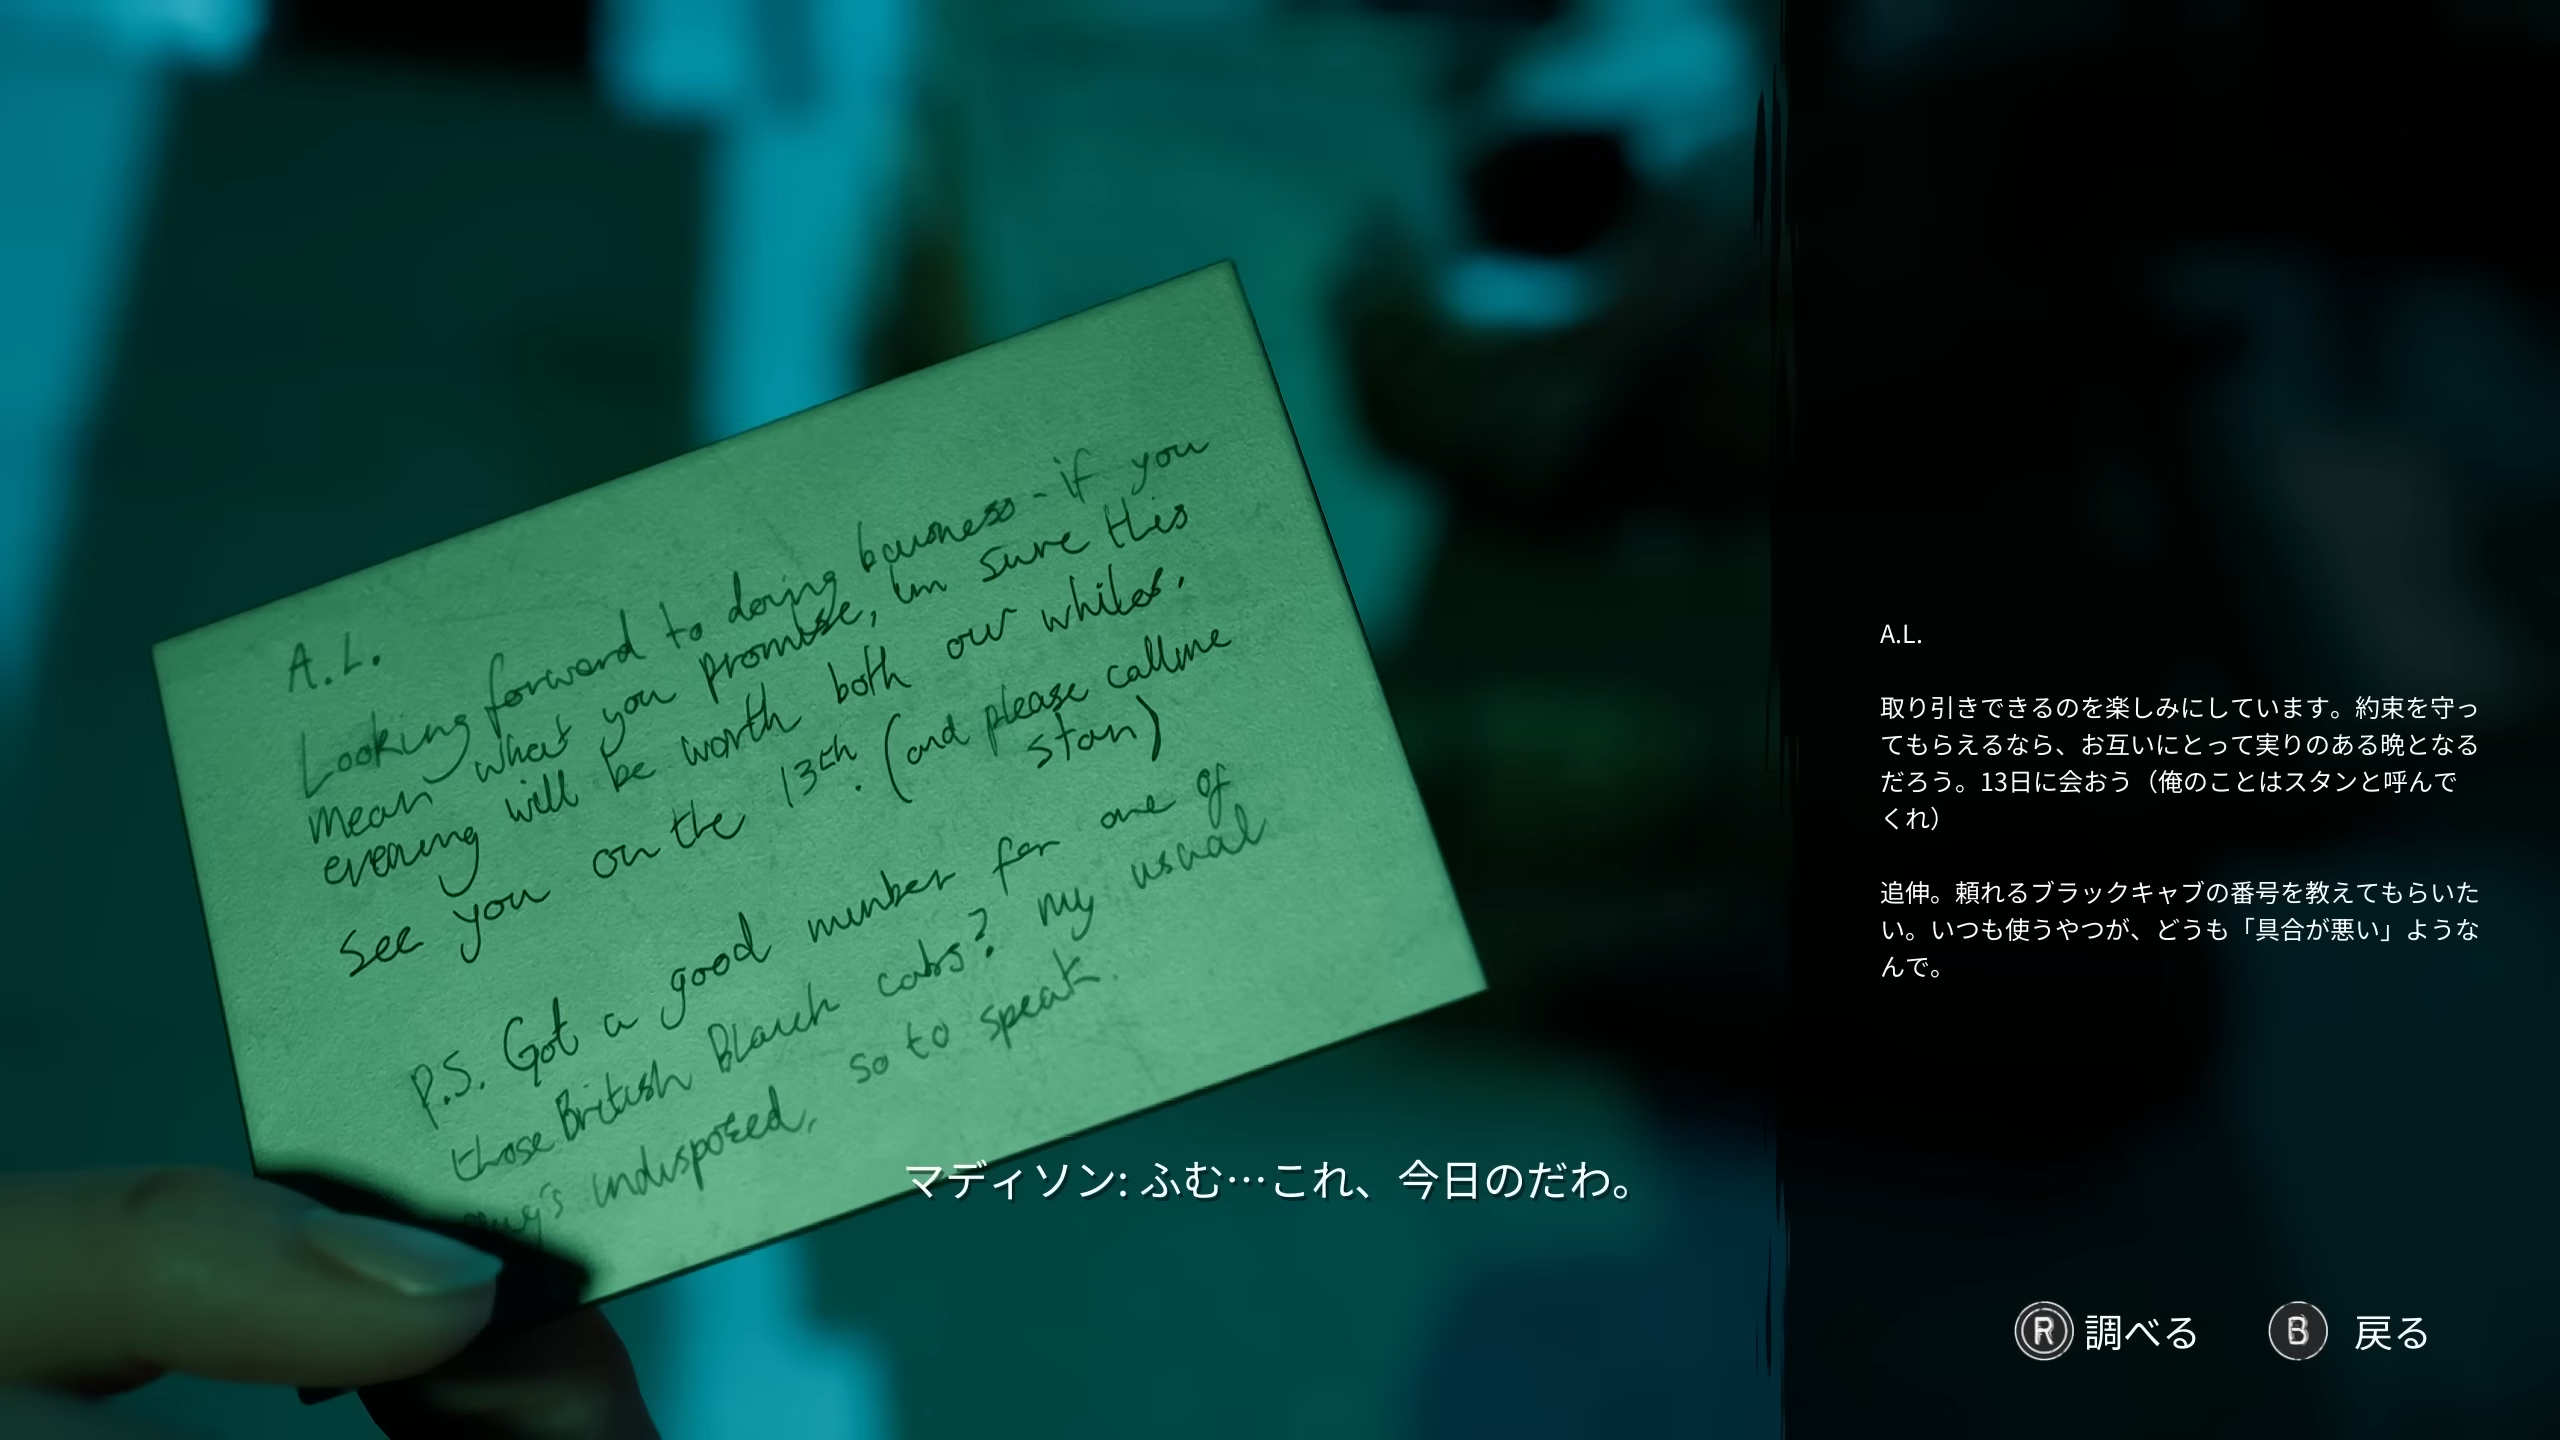 A.L.
Looking forward to doing business - if you
mean what you promise, I'm sure this
evening will be worth both our whiles.
See you on the 13th. (and please call me
Stan)
P.S. Got a good number for one of
those British Black cabs? My usual
guy's indisposed, so to speak.
マディソン: ふむ…これ、今日のだわ。
A.L.
取り引きできるのを楽しみにしています。約束を守っ
てもらえるなら、お互いにとって実りのある晩となる
だろう。13日に会おう（俺のことはスタンと呼んで
くれ）
追伸。頼れるブラックキャブの番号を教えてもらいた
い。いつも使うやつが、どうも「具合が悪い」ような
んで。
R 調べる
B 戻る